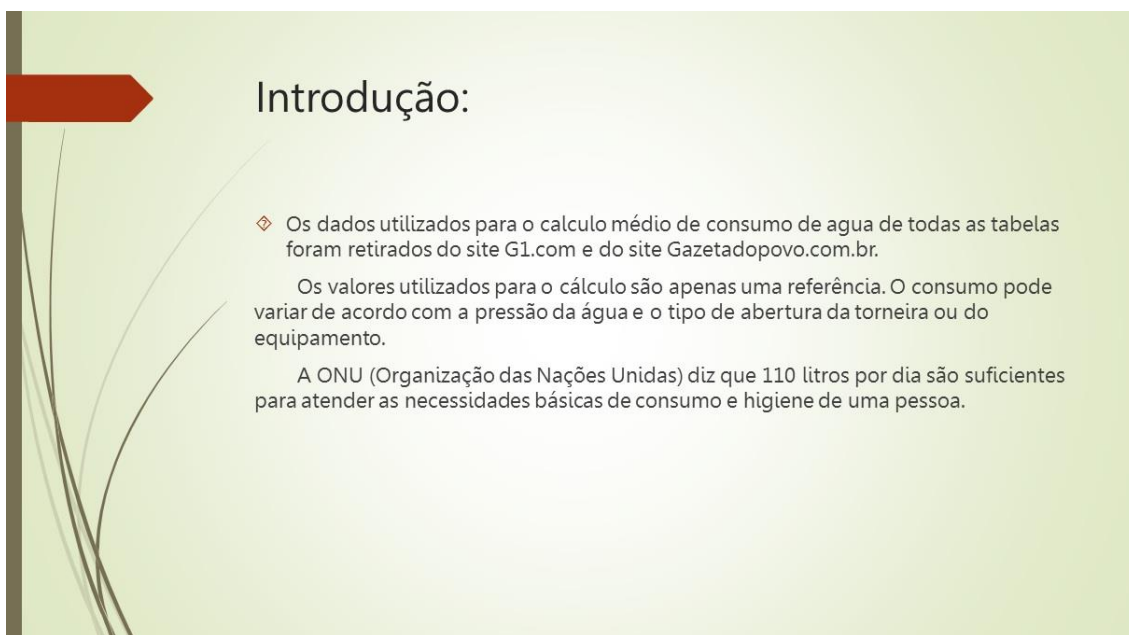 Introdução:
Os dados utilizados para o calculo médio de consumo de agua de todas as tabelas
foram retirados do site G1.com e do site Gazetadopovo.com.br.
Os valores utilizados para o cálculo são apenas uma referência. O consumo pode
variar de acordo com a pressão da água e o tipo de abertura da torneira ou do
equipamento.
A ONU (Organização das Nações Unidas) diz que 110 litros por dia são suficientes
para atender as necessidades básicas de consumo e higiene de uma pessoa.